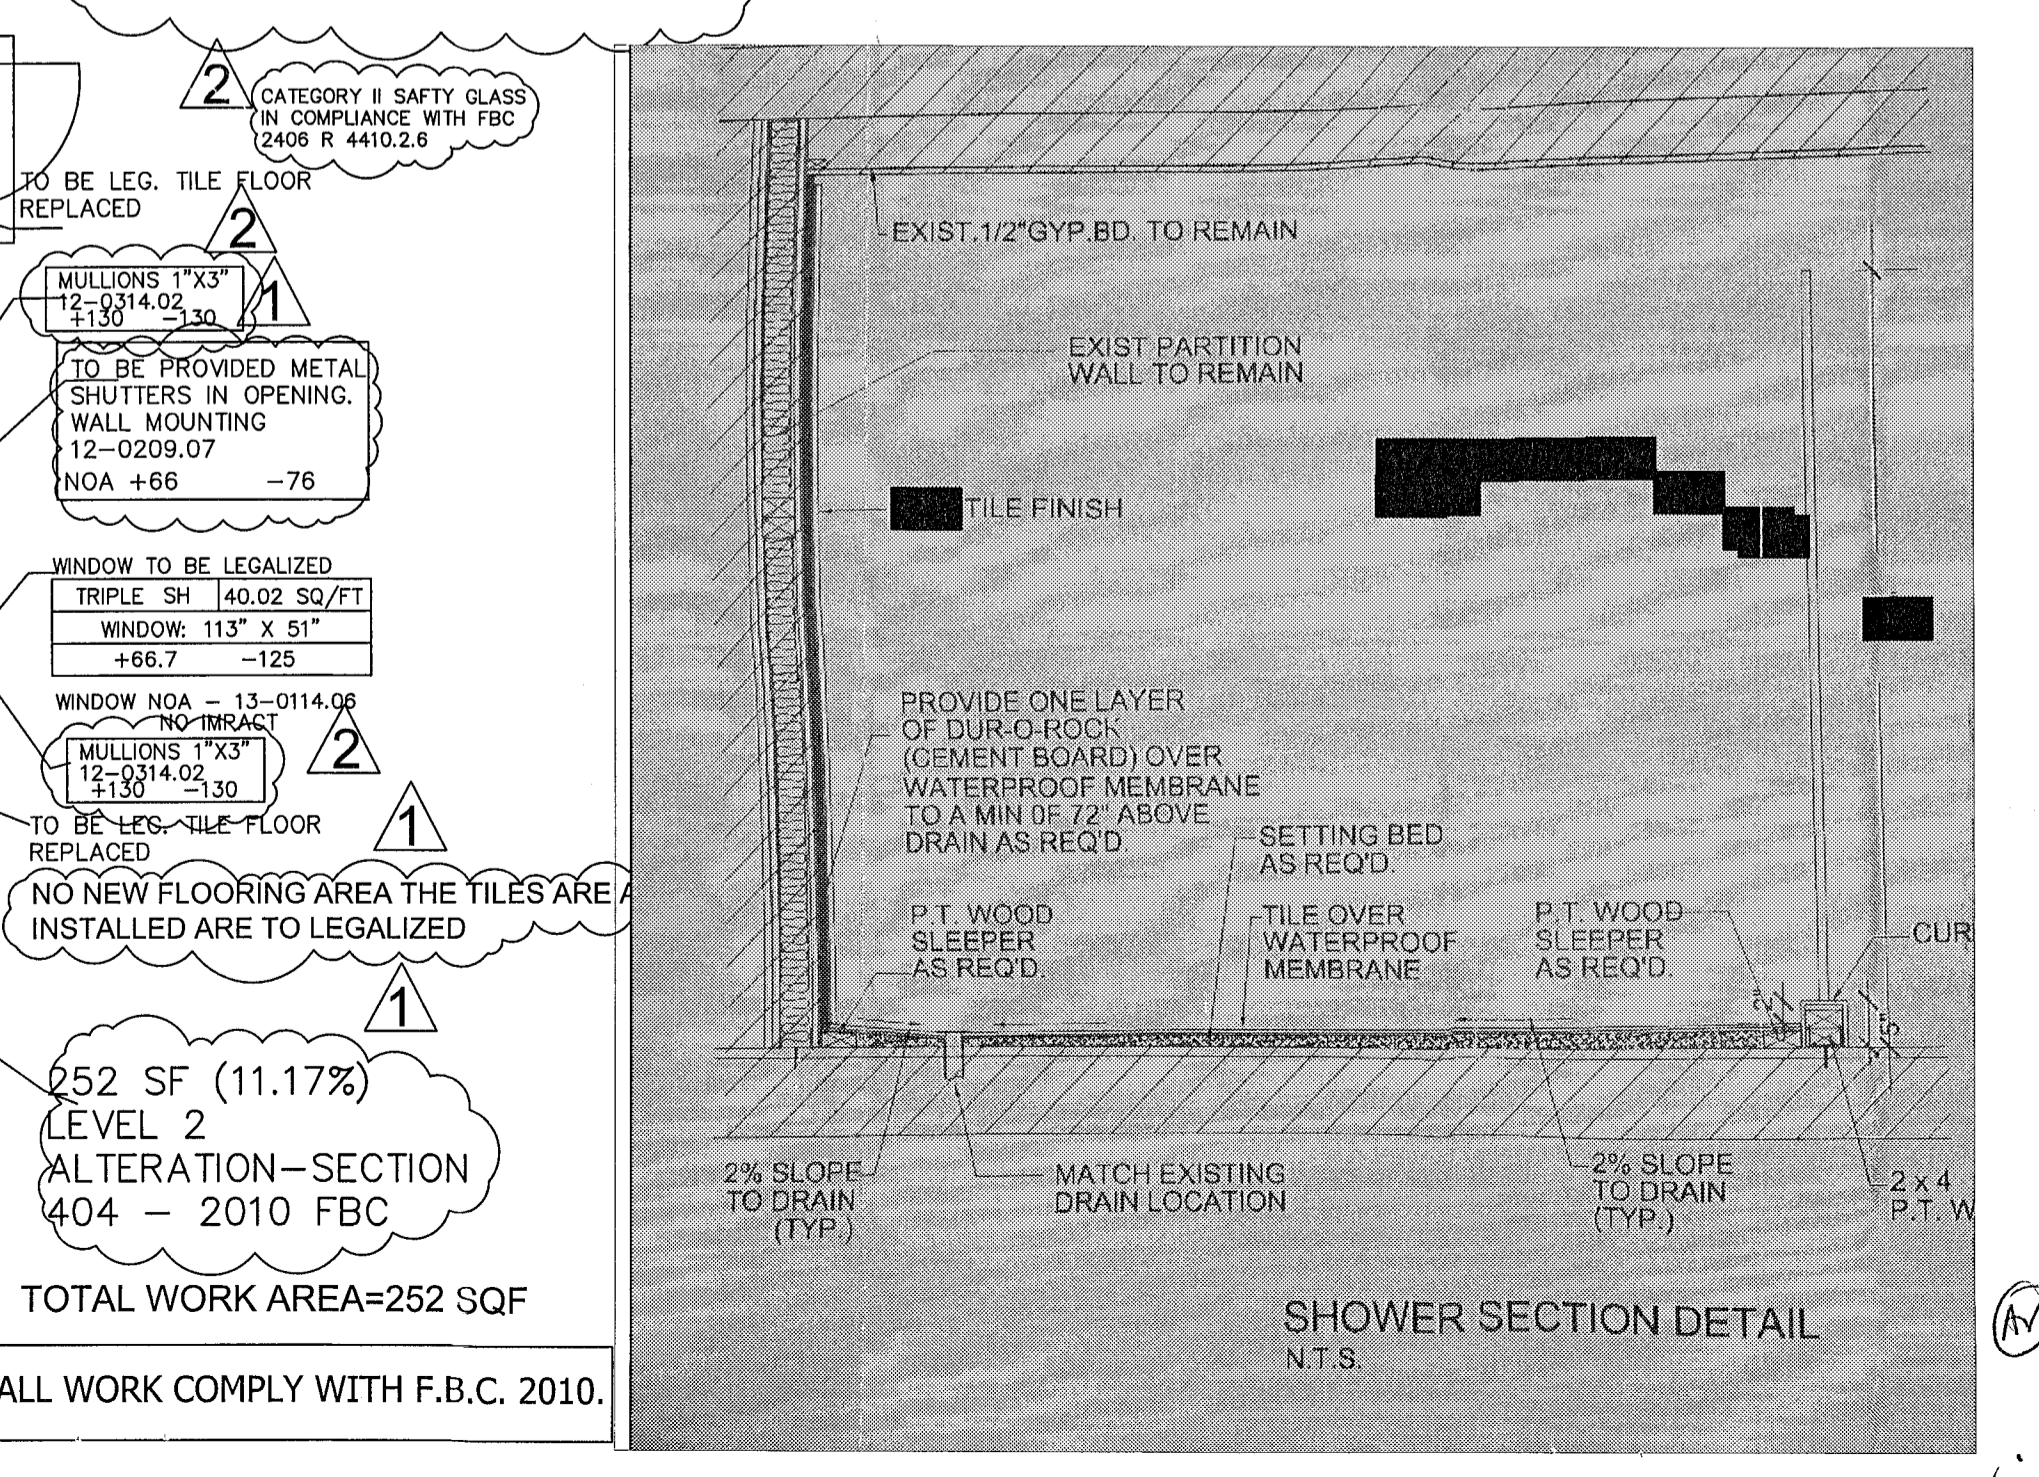 2
CATEGORY II SAFTY GLASS
IN COMPLIANCE WITH FBC
2406 R 4410.2.6
TO BE LEG. TILE FLOOR
REPLACED
2
MULLIONS 1"X3"
12-0314.02
+130 -130
1
TO BE PROVIDED METAL
SHUTTERS IN OPENING.
WALL MOUNTING
12-0209.07
NOA +66 -76
WINDOW TO BE LEGALIZED
TRIPLE SH 40.02 SQ/FT
WINDOW: 113" X 51"
+66.7 -125
WINDOW NOA - 13-0114.06
NO IMRACT
MULLIONS 1"X3"
12-0314.02
+130 -130
2
TO BE LEG. TILE FLOOR
REPLACED
1
NO NEW FLOORING AREA THE TILES ARE A
INSTALLED ARE TO LEGALIZED
1
252 SF (11.17%)
LEVEL 2
ALTERATION-SECTION
404 - 2010 FBC
TOTAL WORK AREA=252 SQF
ALL WORK COMPLY WITH F.B.C. 2010.
EXIST.1/2"GYP.BD. TO REMAIN
EXIST PARTITION
WALL TO REMAIN
TILE FINISH
PROVIDE ONE LAYER
OF DUR-O-ROCK
(CEMENT BOARD) OVER
WATERPROOF MEMBRANE
TO A MIN 0F 72" ABOVE
DRAIN AS REQ'D.
SETTING BED
AS REQ'D.
P.T. WOOD
SLEEPER
AS REQ'D.
TILE OVER
WATERPROOF
MEMBRANE
P.T. WOOD
SLEEPER
AS REQ'D.
CUR
2"
5"
2% SLOPE
TO DRAIN
(TYP.)
MATCH EXISTING
DRAIN LOCATION
2% SLOPE
TO DRAIN
(TYP.)
2 x 4
P.T. W
SHOWER SECTION DETAIL
N.T.S.